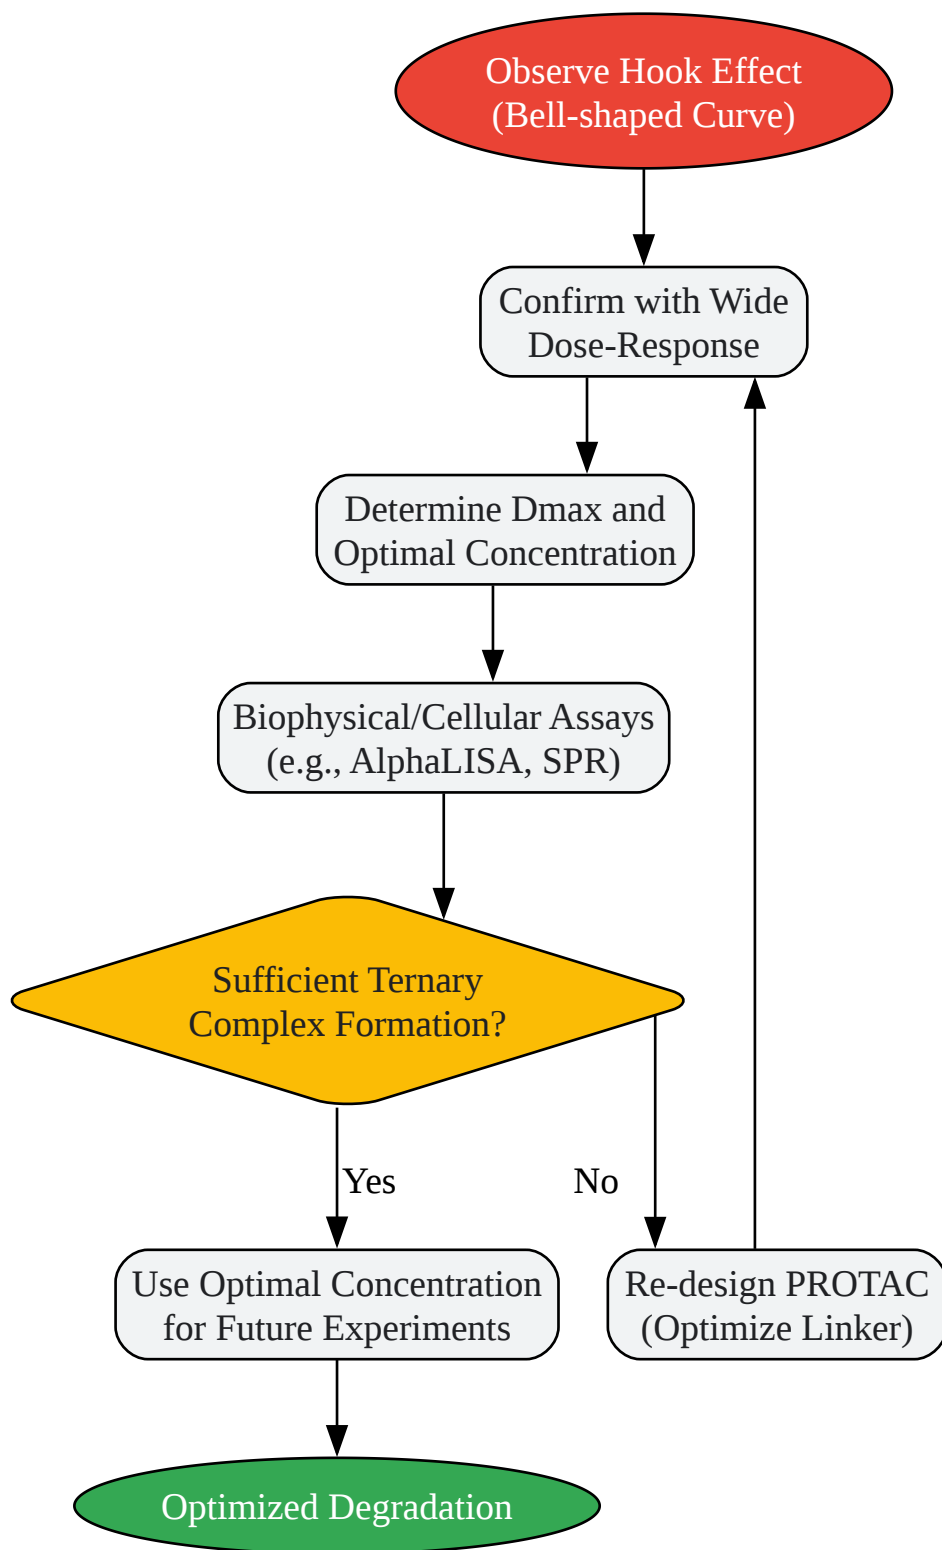 Observe Hook Effect
(Bell-shaped Curve)
Confirm with Wide
Dose-Response
Determine Dmax and
Optimal Concentration
Biophysical/Cellular Assays
(e.g., AlphaLISA, SPR)
Sufficient Ternary
Complex Formation?
Yes
No
Use Optimal Concentration
for Future Experiments
Re-design PROTAC
(Optimize Linker)
Optimized Degradation